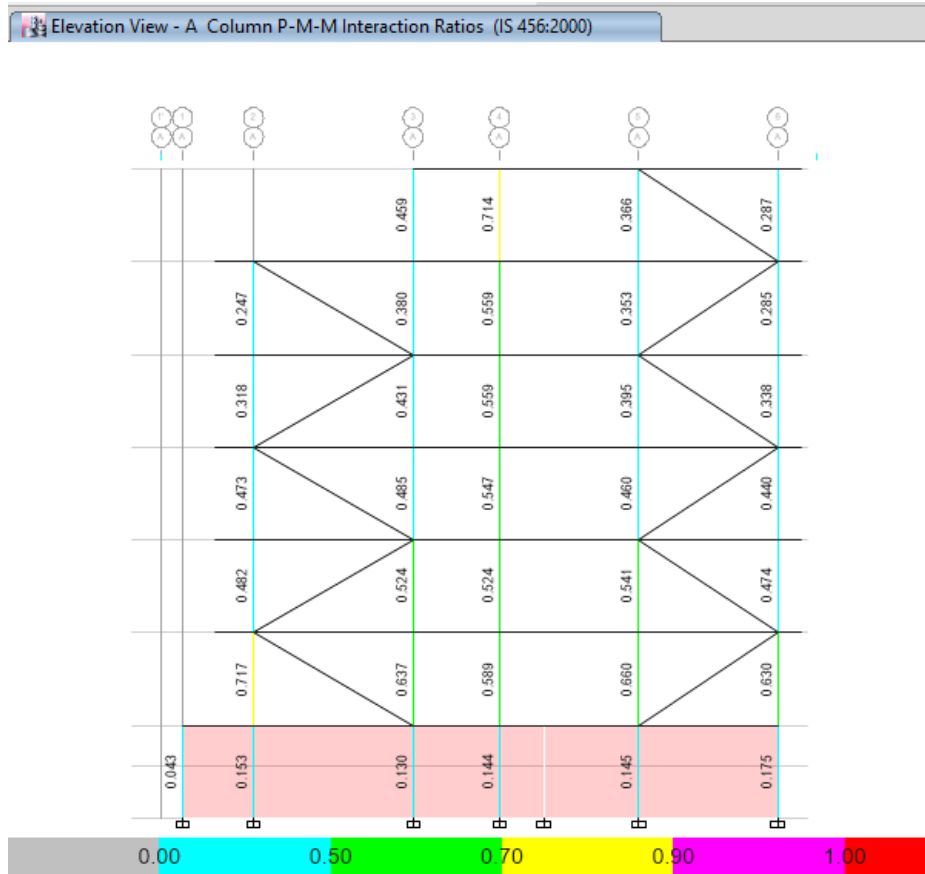 Elevation View - A Column P-M-M Interaction Ratios (IS 456:2000)
1' 1 2 3 4 5 6
A A A A A A A
0.459 0.714 0.366 0.287
0.247 0.380 0.559 0.353 0.285
0.318 0.431 0.559 0.395 0.338
0.473 0.485 0.547 0.460 0.440
0.482 0.524 0.524 0.541 0.474
0.717 0.637 0.589 0.660 0.630
0.043 0.153 0.130 0.144 0.145 0.175
0.00 0.50 0.70 0.90 1.00